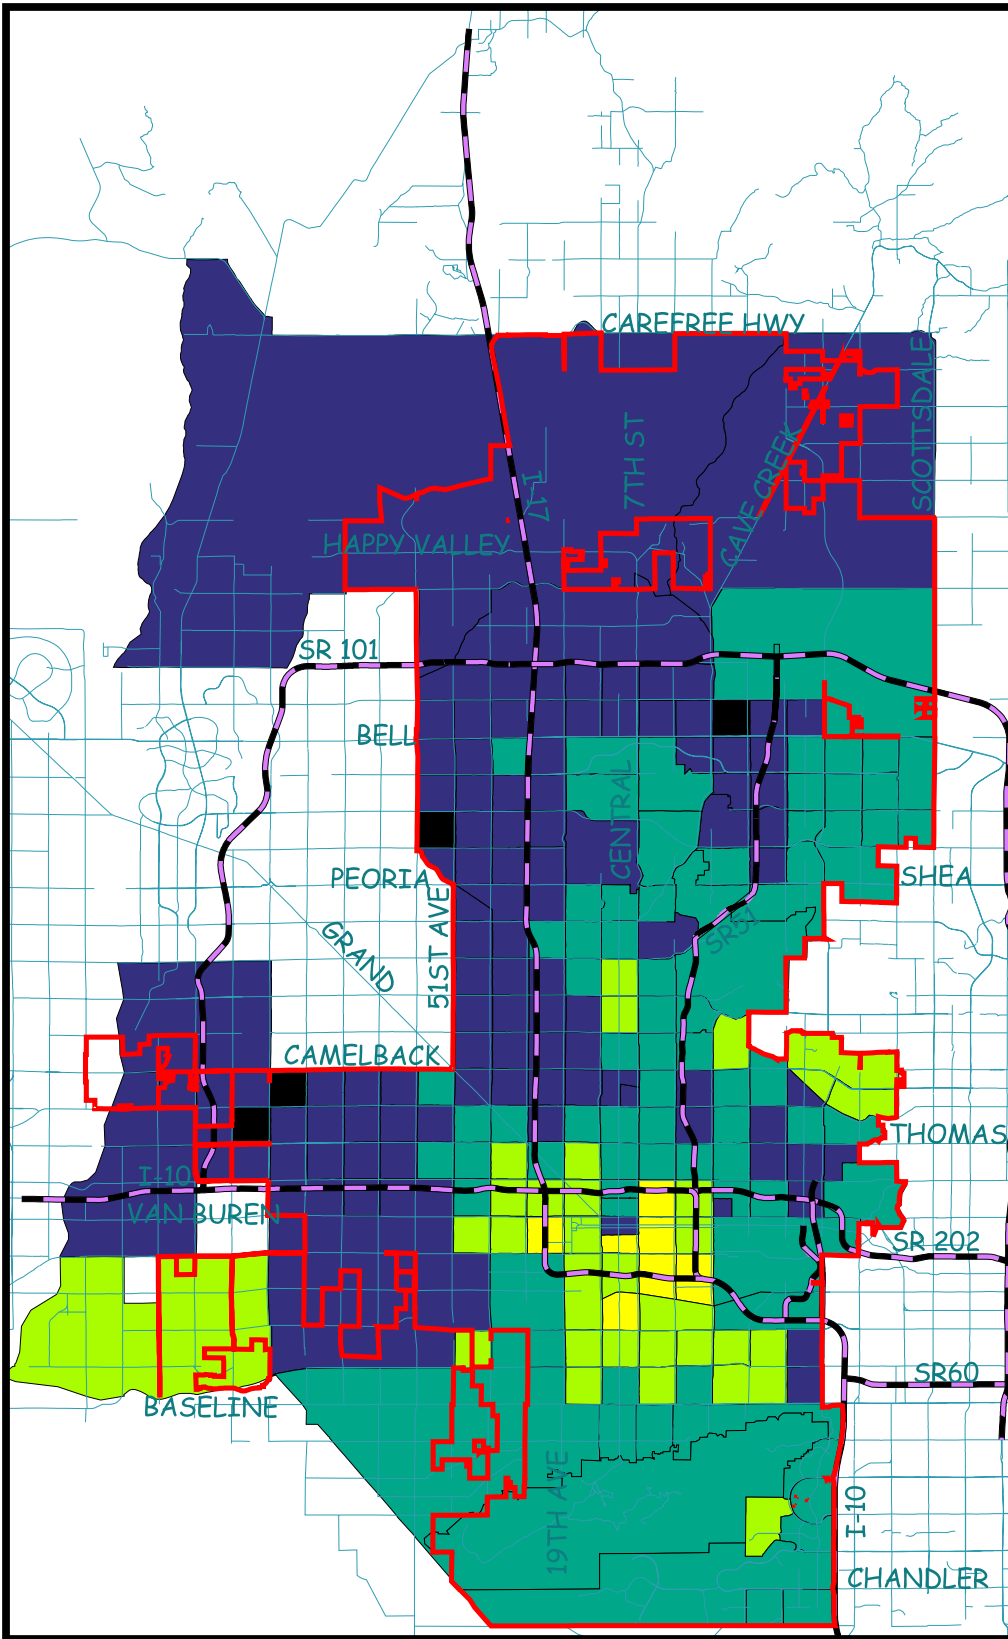 CAREFREE HWY
SCOTTSDALE
7TH ST
CAVE CREEK
I-17
HAPPY VALLEY
SR 101
BELL
CENTRAL
PEORIA
SHEA
51ST AVE
GRAND
SR51
CAMELBACK
THOMAS
I-10
VAN BUREN
SR 202
SR60
BASELINE
19TH AVE
I-10
CHANDLER